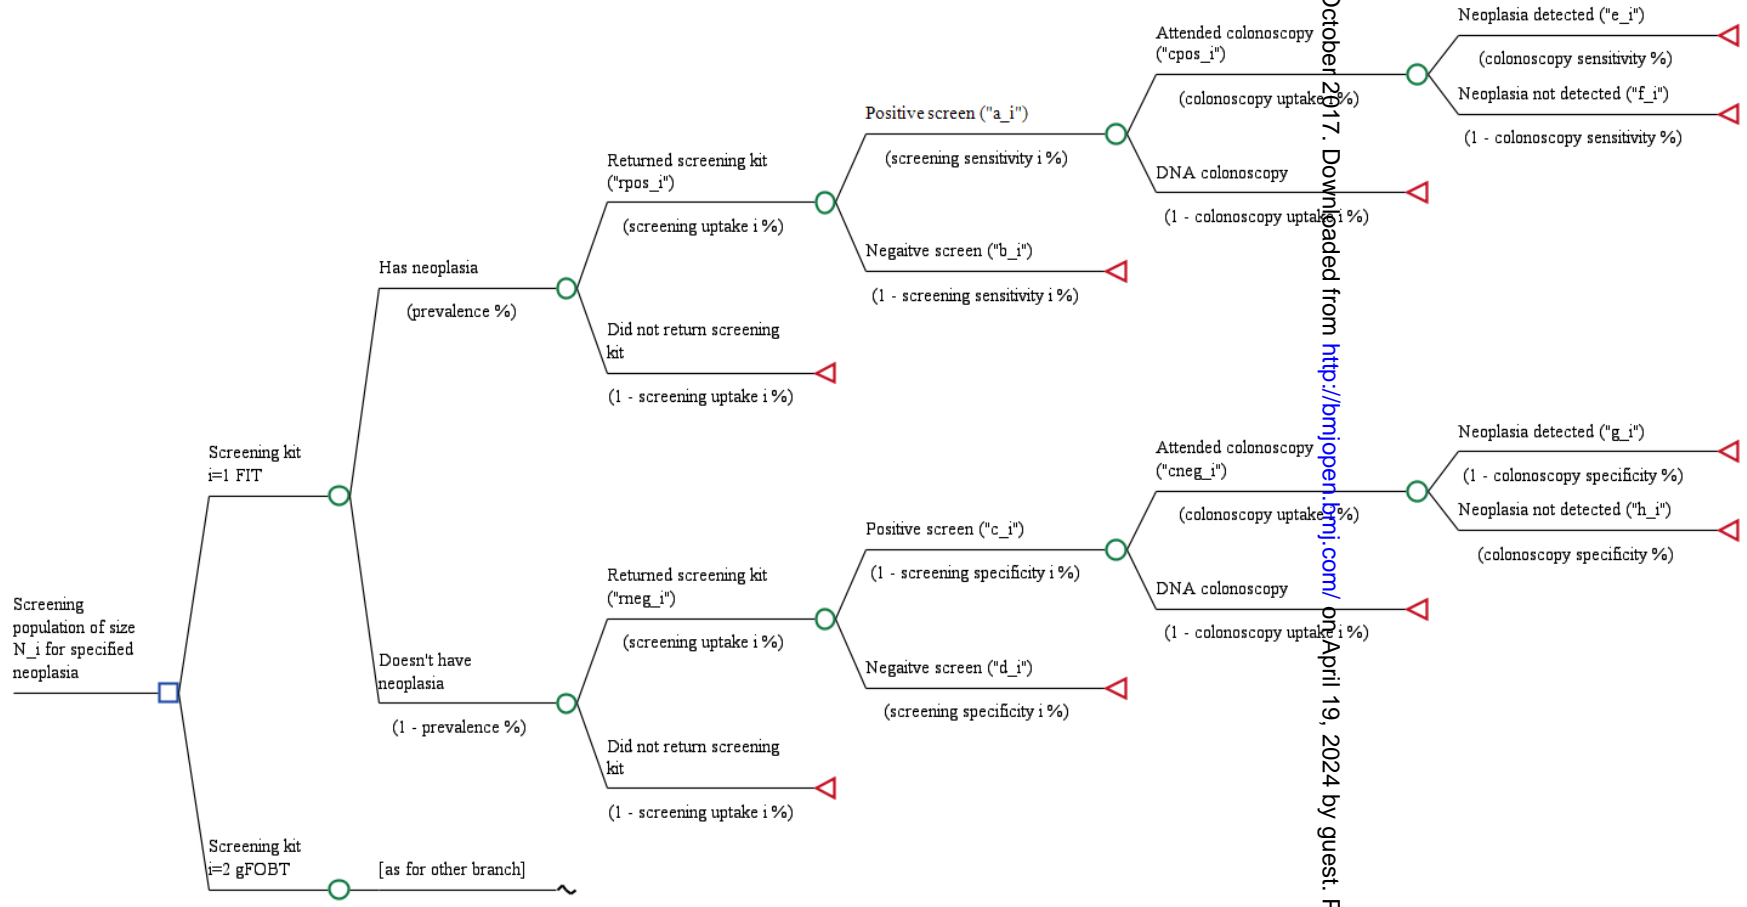 Screening
population of size
N_i for specified
neoplasia
Screening kit
i=1 FIT
Screening kit
i=2 gFOBT
[as for other branch]
Has neoplasia
(prevalence %)
Doesn't have
neoplasia
(1 - prevalence %)
Returned screening kit
("rpos_i")
(screening uptake i %)
Did not return screening
kit
(1 - screening uptake i %)
Returned screening kit
("rneg_i")
(screening uptake i %)
Did not return screening
kit
(1 - screening uptake i %)
Positive screen ("a_i")
(screening sensitivity i %)
Negaitve screen ("b_i")
(1 - screening sensitivity i %)
Positive screen ("c_i")
(1 - screening specificity i %)
Negaitve screen ("d_i")
(screening specificity i %)
Attended colonoscopy
("cpos_i")
(colonoscopy uptake i %)
DNA colonoscopy
(1 - colonoscopy uptake i %)
Attended colonoscopy
("cneg_i")
(colonoscopy uptake i %)
DNA colonoscopy
(1 - colonoscopy uptake i %)
Neoplasia detected ("e_i")
(colonoscopy sensitivity %)
Neoplasia not detected ("f_i")
(1 - colonoscopy sensitivity %)
Neoplasia detected ("g_i")
(1 - colonoscopy specificity %)
Neoplasia not detected ("h_i")
(colonoscopy specificity %)
October 2017. Downloaded from http://bmjopen.bmj.com/ on April 19, 2024 by guest.